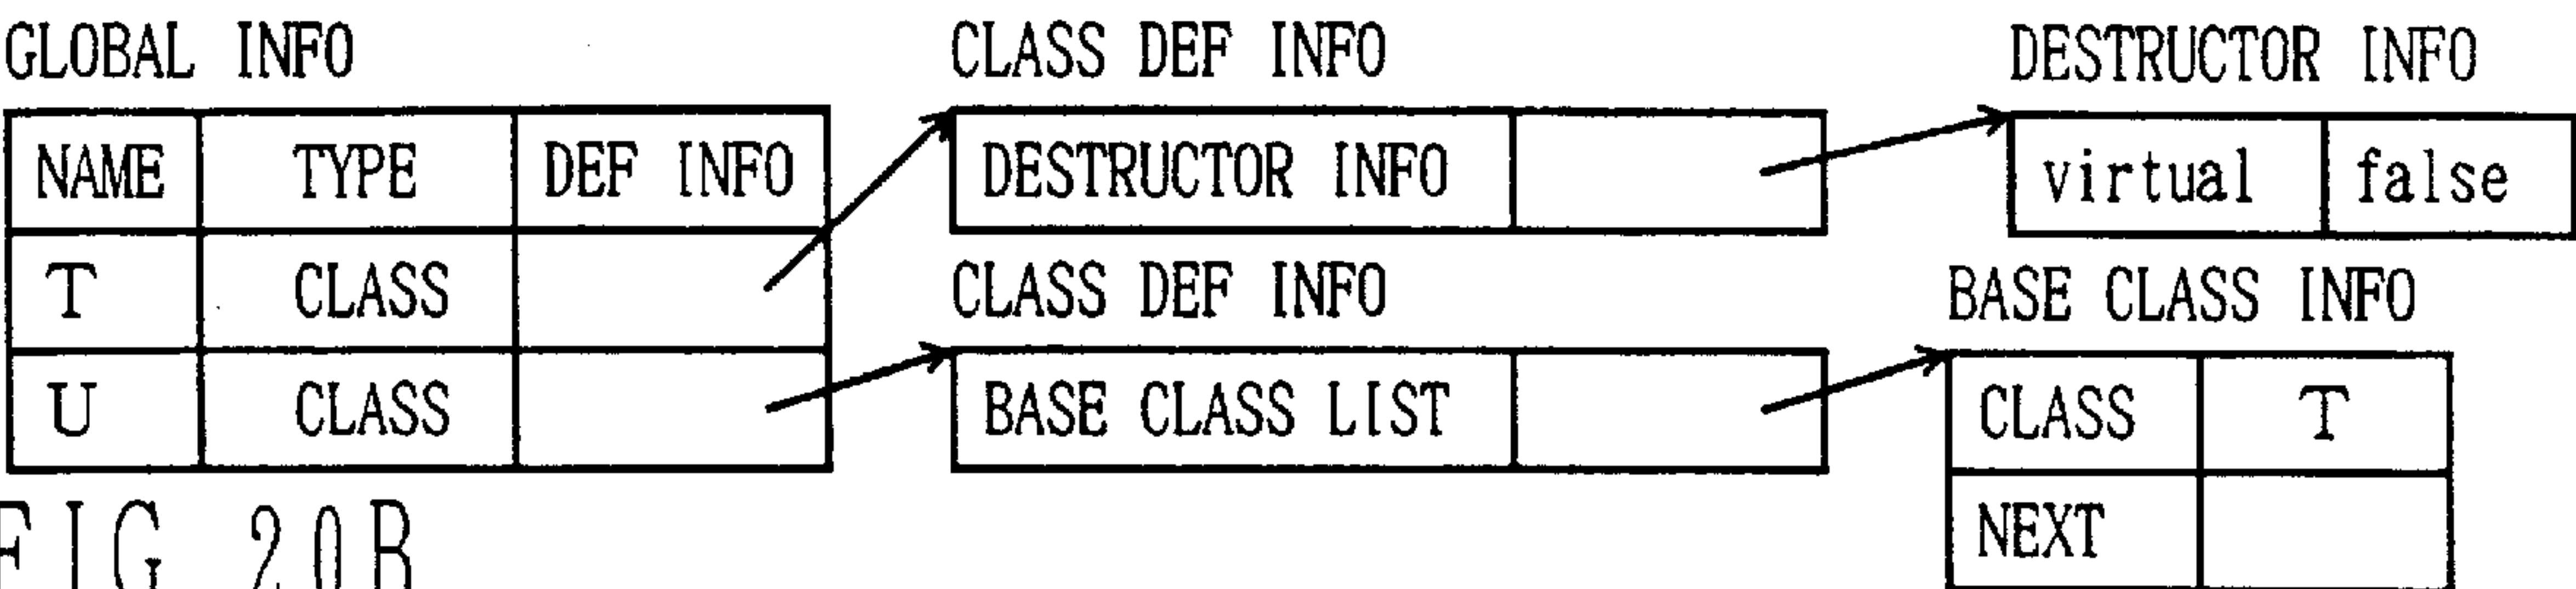 GLOBAL INFO
NAME TYPE DEF INFO
T CLASS
U CLASS
CLASS DEF INFO
DESTRUCTOR INFO
CLASS DEF INFO
BASE CLASS LIST
DESTRUCTOR INFO
virtual false
BASE CLASS INFO
CLASS T
NEXT
FIG 20B